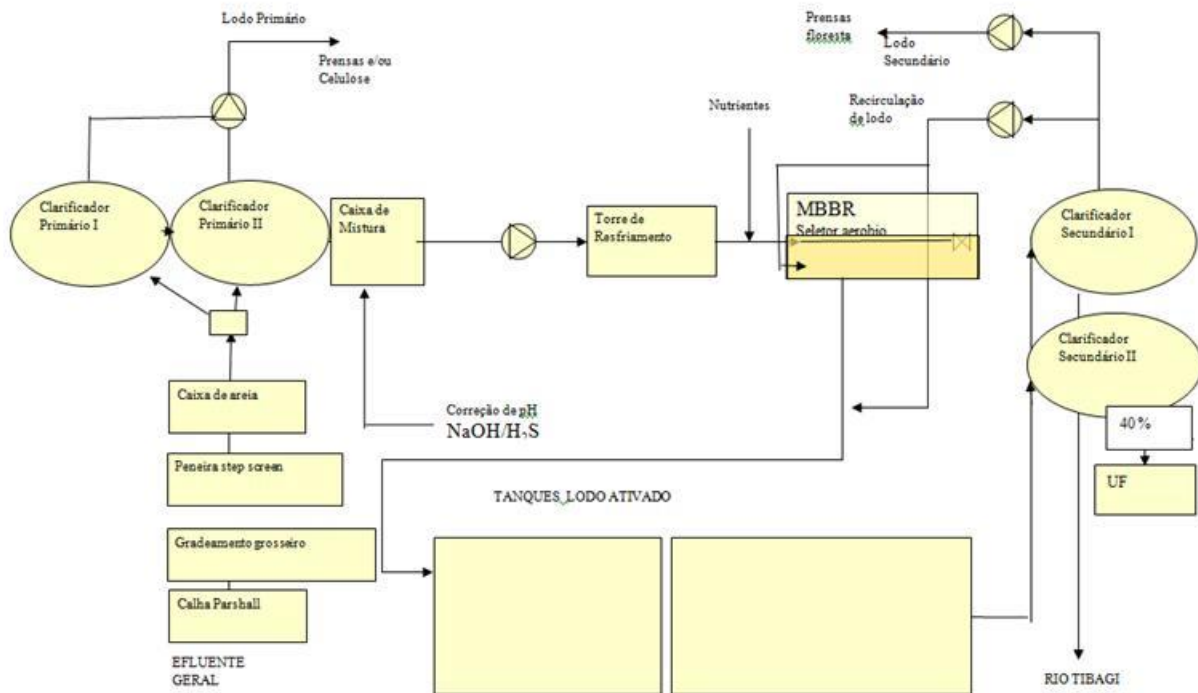 Lodo Primário
Prensas e/ou
Celulose
Prensas
floresta
Lodo
Secundário
Nutrientes
Recirculação
de lodo
Clarificador
Primário I
Clarificador
Primário II
Caixa de
Mistura
Torre de
Resfriamento
MBBR
Seletor aerobio
Clarificador
Secundário I
Clarificador
Secundário II
Caixa de areia
Correção de pH
NaOH/H₂S
40%
Peneira step screen
UF
TANQUES LODO ATIVADO
Gradeamento grosseiro
Calha Parshall
EFLUENTE
GERAL
RIO TIBAGI